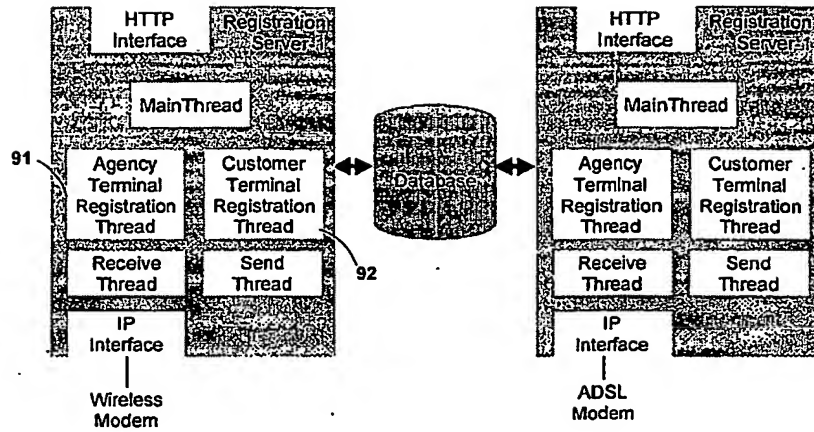 HTTP
Interface
Registration
Server 1
MainThread
91
Agency
Terminal
Registration
Thread
Customer
Terminal
Registration
Thread
92
Receive
Thread
Send
Thread
IP
Interface
Wireless
Modem
Database
HTTP
Interface
Registration
Server 1
MainThread
Agency
Terminal
Registration
Thread
Customer
Terminal
Registration
Thread
Receive
Thread
Send
Thread
IP
Interface
ADSL
Modem